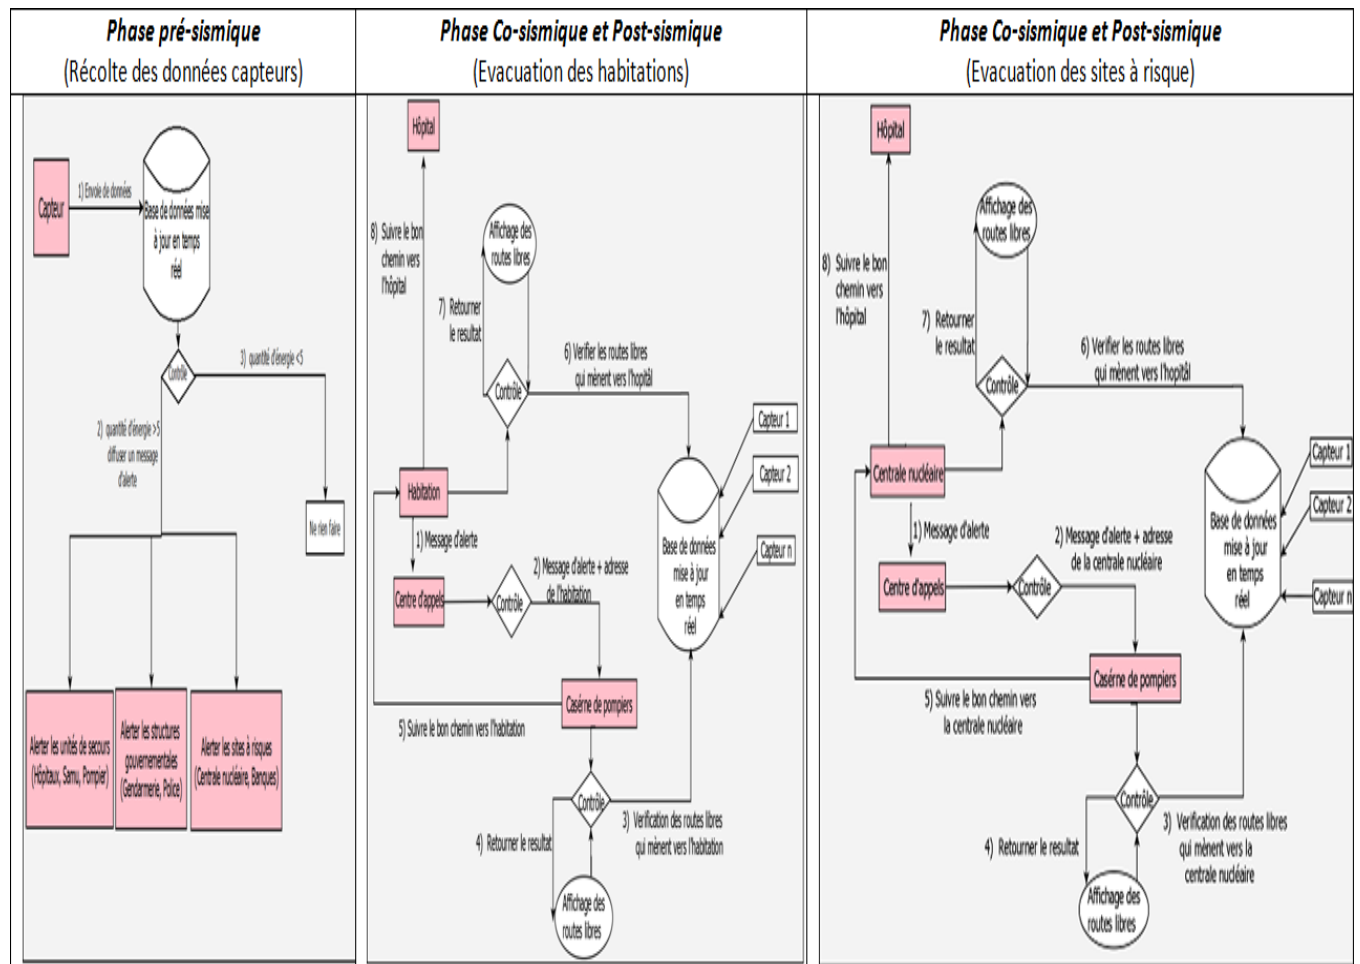 Phase pré-sismique
(Récolte des données capteurs)
Capteur
1) Envoie de données
Base de données mise
à jour en temps
réel
Contrôle
3) quantité d'énergie <5
2) quantité d'énergie >5
diffuser un message
d'alerte
Ne rien faire
Alerter les unités de secours
(Hôpitaux, Samu, Pompier)
Alerter les structures
gouvernementales
(Gendarmerie, Police)
Alerter les sites à risques
(Centrale nucléaire, Banques)
Phase Co-sismique et Post-sismique
(Evacuation des habitations)
Hôpital
8) Suivre le bon
chemin vers
l'hôpital
Affichage des
routes libres
7) Retourner
le resultat
Contrôle
6) Verifier les routes libres
qui mènent vers l'hopitâl
Capteur 1
Capteur 2
Capteur n
Base de données
mise à jour
en temps
réel
Habitation
1) Message d'alerte
Centre d'appels
Contrôle
2) Message d'alerte + adresse
de l'habitation
Casérne de pompiers
5) Suivre le bon chemin vers l'habitation
Contrôle
4) Retourner le resultat
3) Verification des routes libres
qui mènent vers l'habitation
Affichage des
routes libres
Phase Co-sismique et Post-sismique
(Evacuation des sites à risque)
Hôpital
8) Suivre le bon
chemin vers
l'hôpital
Affichage des
routes libres
7) Retourner
le resultat
Contrôle
6) Verifier les routes libres
qui mènent vers l'hopitâl
Capteur 1
Capteur 2
Capteur n
Base de données
mise à jour
en temps
réel
Centrale nucléaire
1) Message d'alerte
Centre d'appels
Contrôle
2) Message d'alerte + adresse
de la centrale nucléaire
Casérne de pompiers
5) Suivre le bon chemin vers
la centrale nucléaire
Contrôle
4) Retourner le resultat
3) Verification des routes libres
qui mènent vers la
centrale nucléaire
Affichage des
routes libres